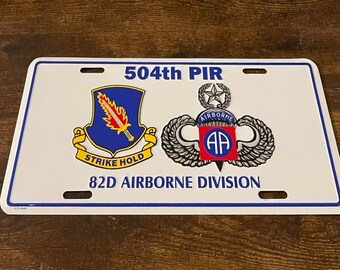 504th PIR
AIRBORNE
AA
STRIKE HOLD
82D AIRBORNE DIVISION